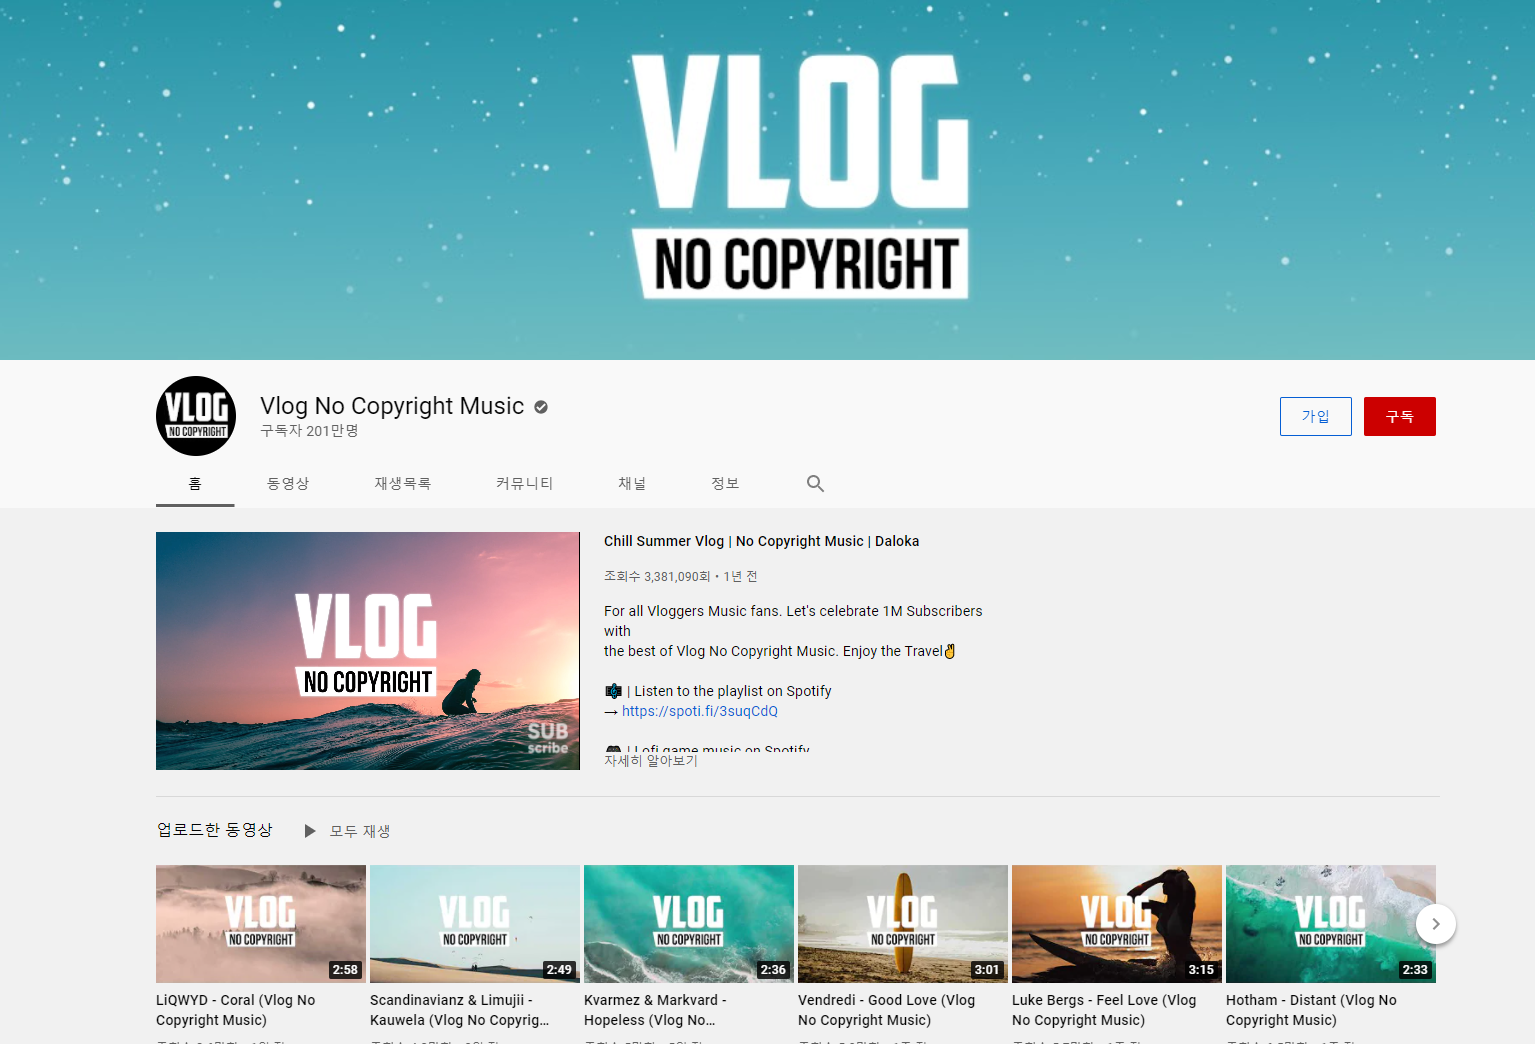 VLOG
NO COPYRIGHT
VLOG
NO COPYRIGHT
Vlog No Copyright Music
구독자 201만명
가입
구독
홈
동영상
재생목록
커뮤니티
채널
정보
VLOG
NO COPYRIGHT
SUB
scribe
Chill Summer Vlog | No Copyright Music | Daloka
조회수 3,381,090회 • 1년 전
For all Vloggers Music fans. Let's celebrate 1M Subscribers
with
the best of Vlog No Copyright Music. Enjoy the Travel✌
| Listen to the playlist on Spotify
→ https://spoti.fi/3suqCdQ
| Lofi game music on Spotify
자세히 알아보기
업로드한 동영상
모두 재생
VLOG
NO COPYRIGHT
2:58
VLOG
NO COPYRIGHT
2:49
VLOG
NO COPYRIGHT
2:36
VLOG
NO COPYRIGHT
3:01
VLOG
NO COPYRIGHT
3:15
VLOG
NO COPYRIGHT
2:33
LiQWYD - Coral (Vlog No
Copyright Music)
Scandinavianz & Limujii -
Kauwela (Vlog No Copyrig…
Kvarmez & Markvard -
Hopeless (Vlog No…
Vendredi - Good Love (Vlog
No Copyright Music)
Luke Bergs - Feel Love (Vlog
No Copyright Music)
Hotham - Distant (Vlog No
Copyright Music)